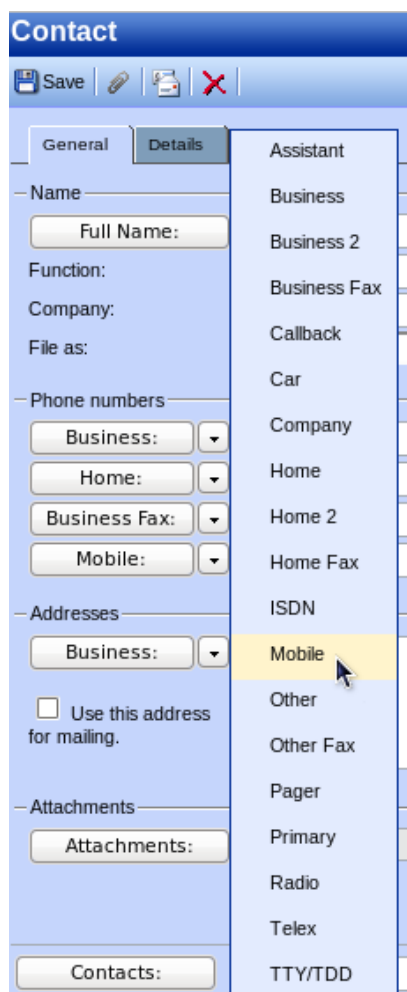 Contact
Save
General
Details
Name
Full Name:
Function:
Company:
File as:
Phone numbers
Business:
Home:
Business Fax:
Mobile:
Addresses
Business:
Use this address
for mailing.
Attachments
Attachments:
Contacts:
Assistant
Business
Business 2
Business Fax
Callback
Car
Company
Home
Home 2
Home Fax
ISDN
Mobile
Other
Other Fax
Pager
Primary
Radio
Telex
TTY/TDD